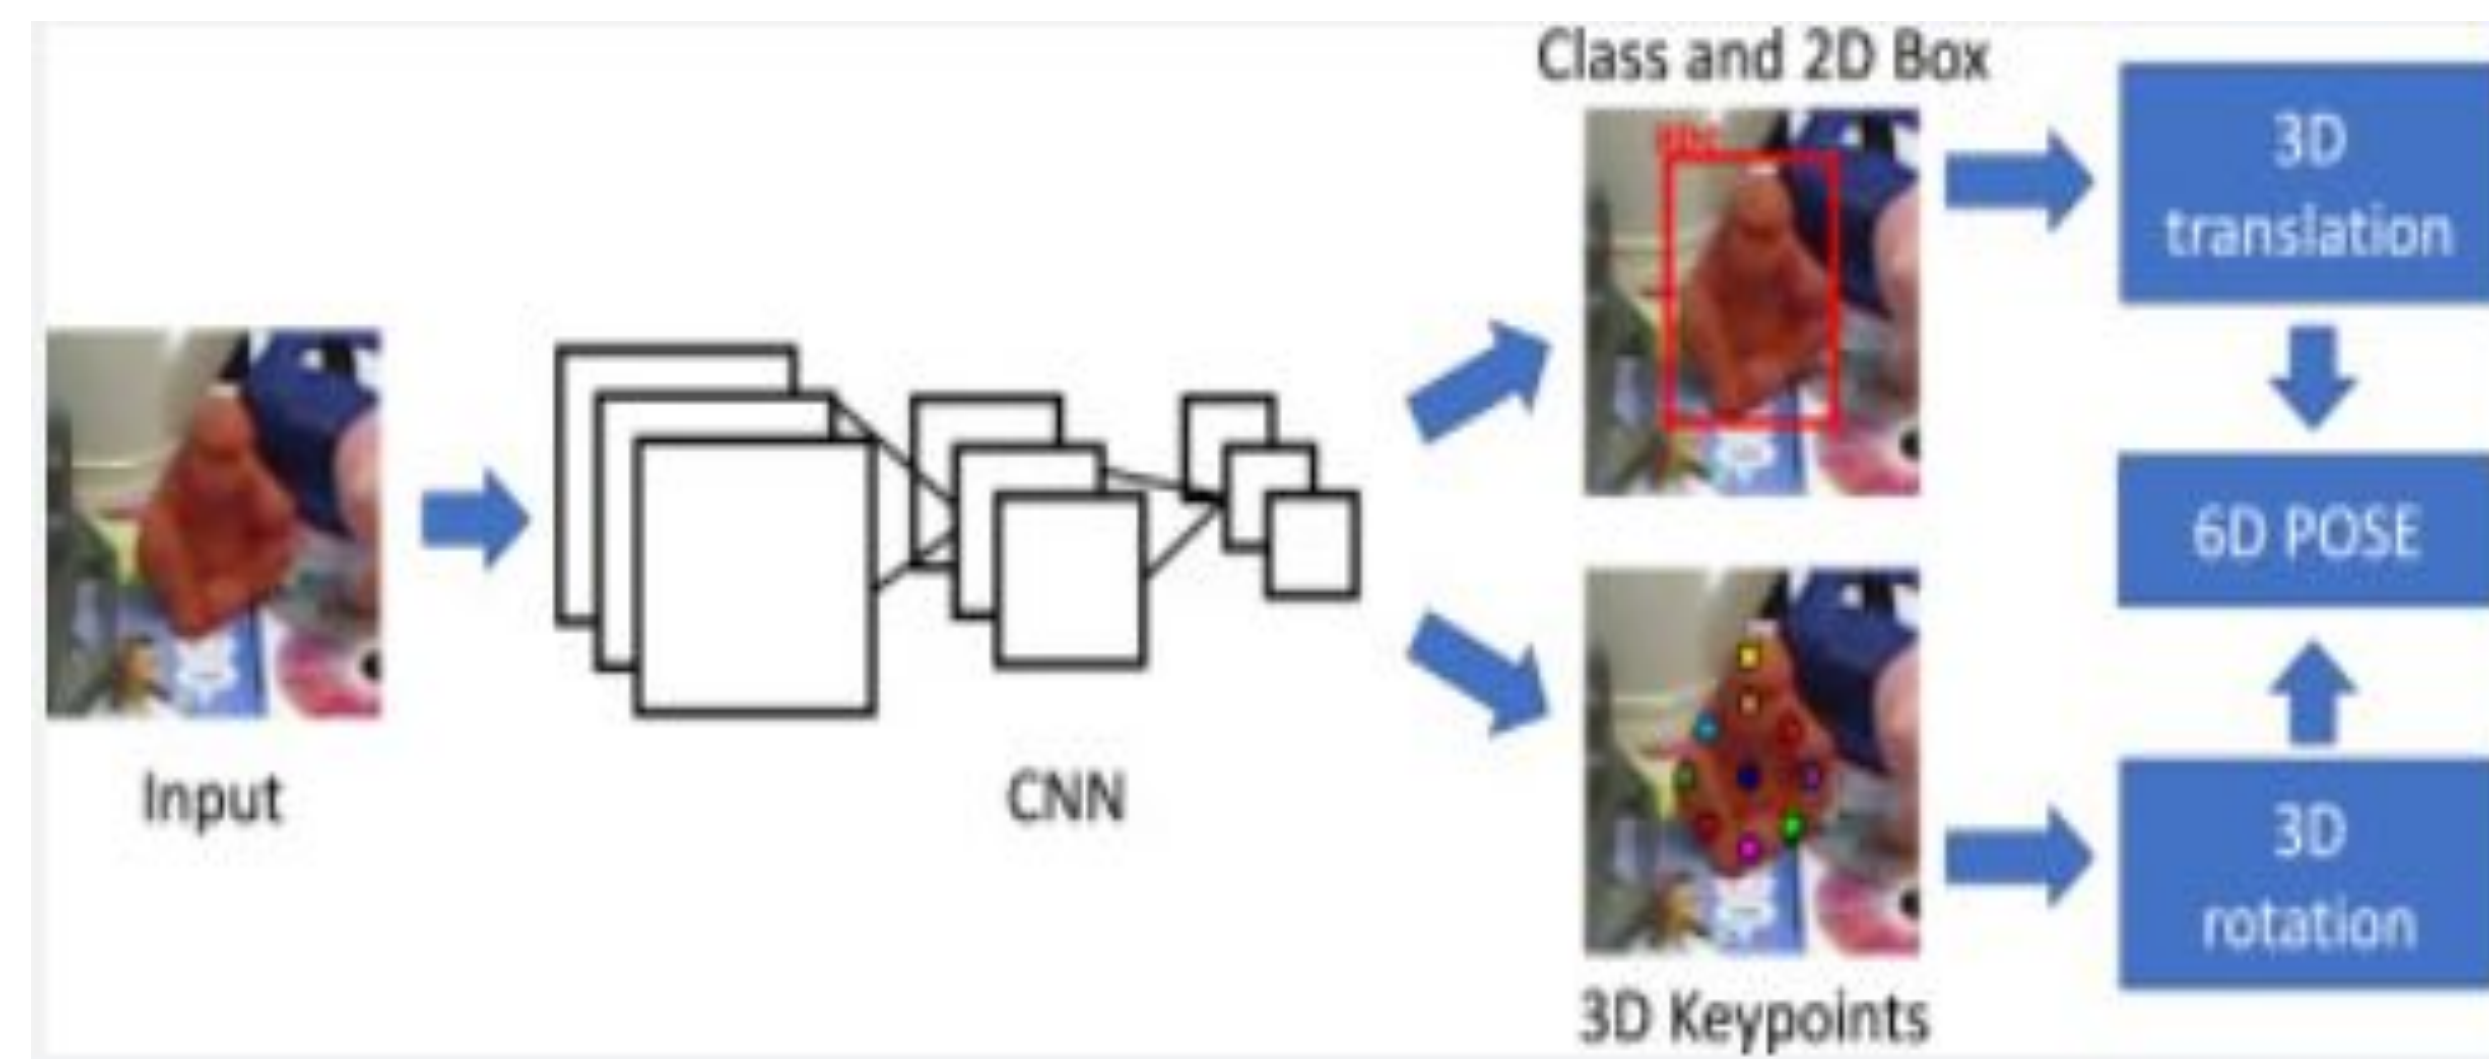 Class and 2D Box
3D
translation
6D POSE
Input
CNN
3D
rotation
3D Keypoints